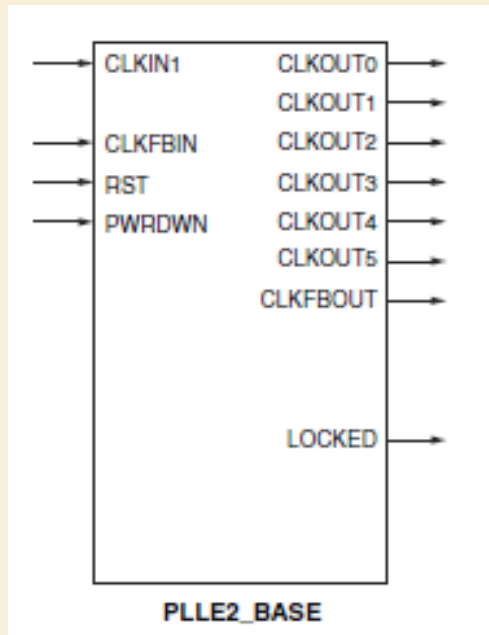 CLKIN1 CLKOUT0
CLKOUT1
CLKFBIN CLKOUT2
RST CLKOUT3
PWRDWN CLKOUT4
CLKOUT5
CLKFBOUT
LOCKED
PLLE2_BASE